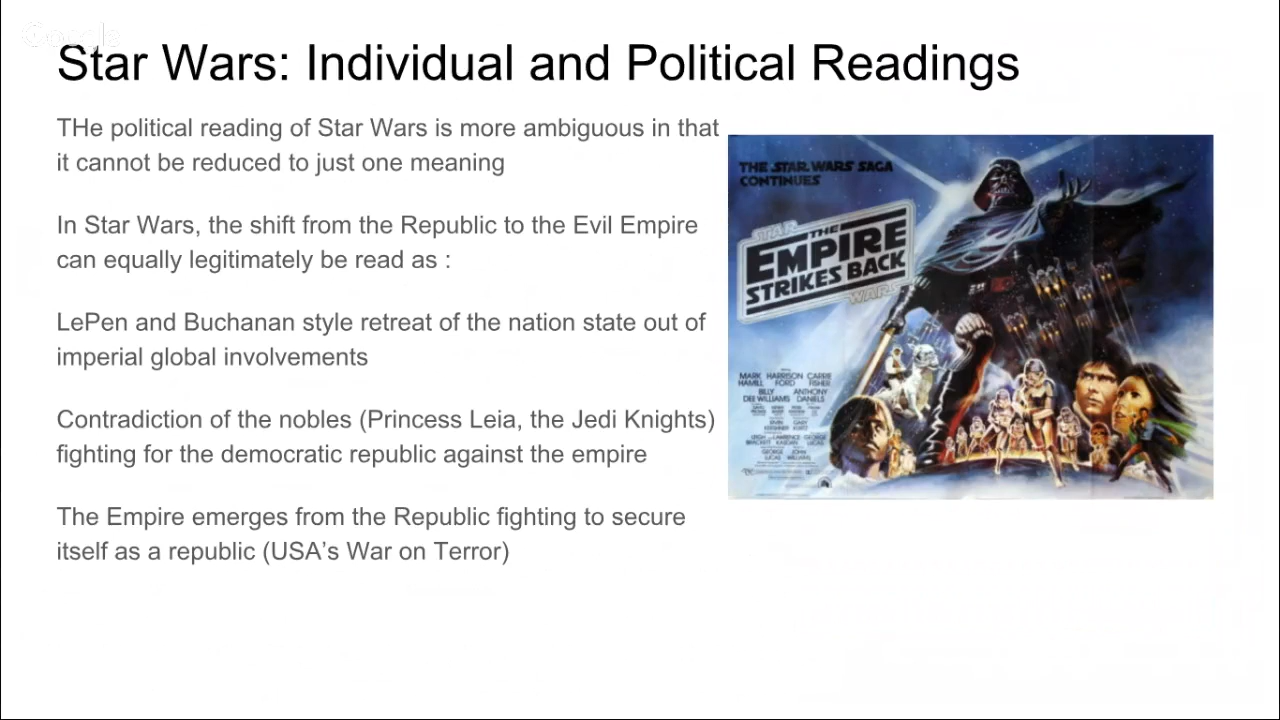 Google
Star Wars: Individual and Political Readings
THe political reading of Star Wars is more ambiguous in that
it cannot be reduced to just one meaning
In Star Wars, the shift from the Republic to the Evil Empire
can equally legitimately be read as :
LePen and Buchanan style retreat of the nation state out of
imperial global involvements
Contradiction of the nobles (Princess Leia, the Jedi Knights)
fighting for the democratic republic against the empire
The Empire emerges from the Republic fighting to secure
itself as a republic (USA's War on Terror)
THE STAR WARS SAGA
CONTINUES
STAR
THE
EMPIRE
STRIKES BACK
WARS
MARK HARRISON CARRIE
HAMILL FORD FISHER
BILLY ANTHONY
DEE WILLIAMS DANIELS